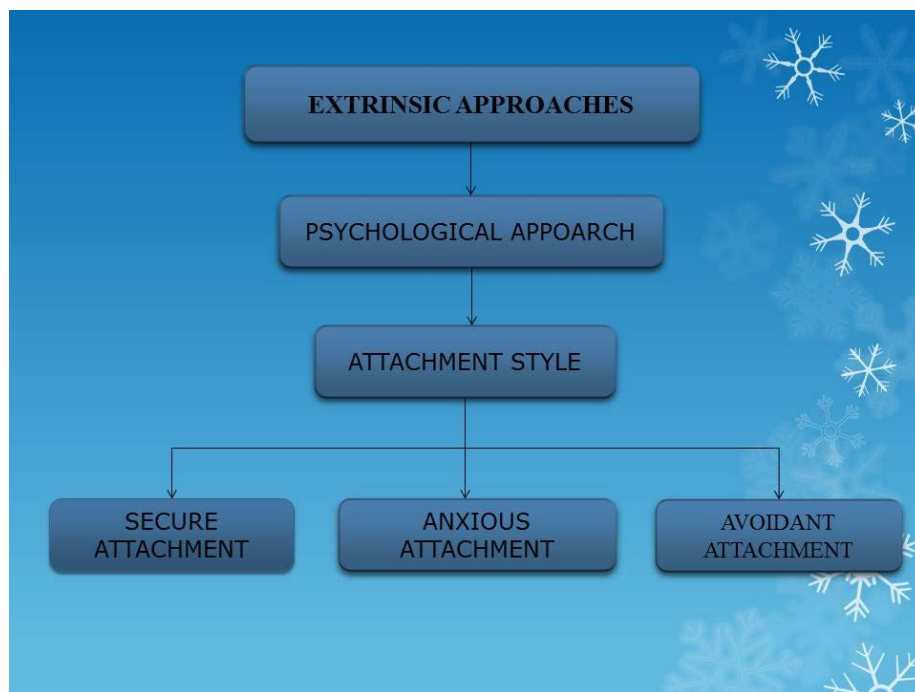 EXTRINSIC APPROACHES
PSYCHOLOGICAL APPOARCH
ATTACHMENT STYLE
SECURE
ATTACHMENT
ANXIOUS
ATTACHMENT
AVOIDANT
ATTACHMENT